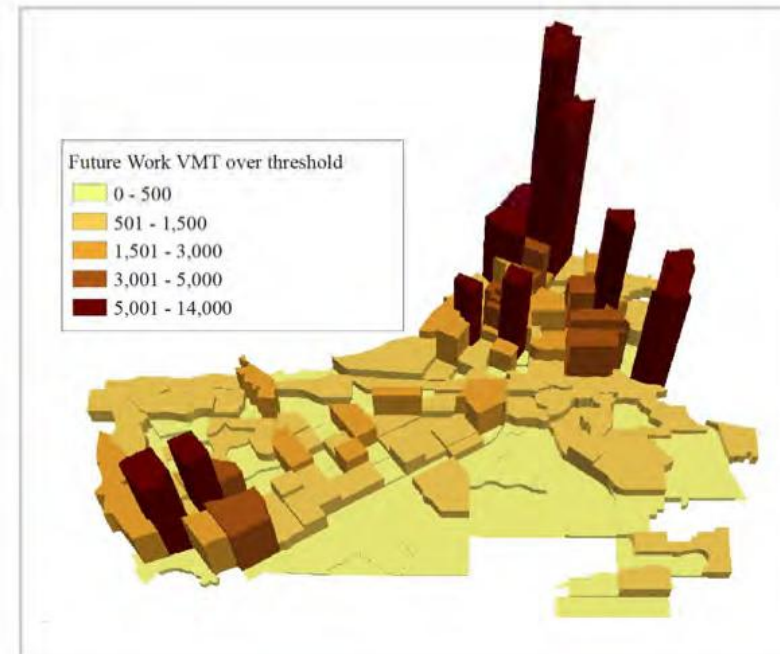 Future Work VMT over threshold
0 - 500
501 - 1,500
1,501 - 3,000
3,001 - 5,000
5,001 - 14,000